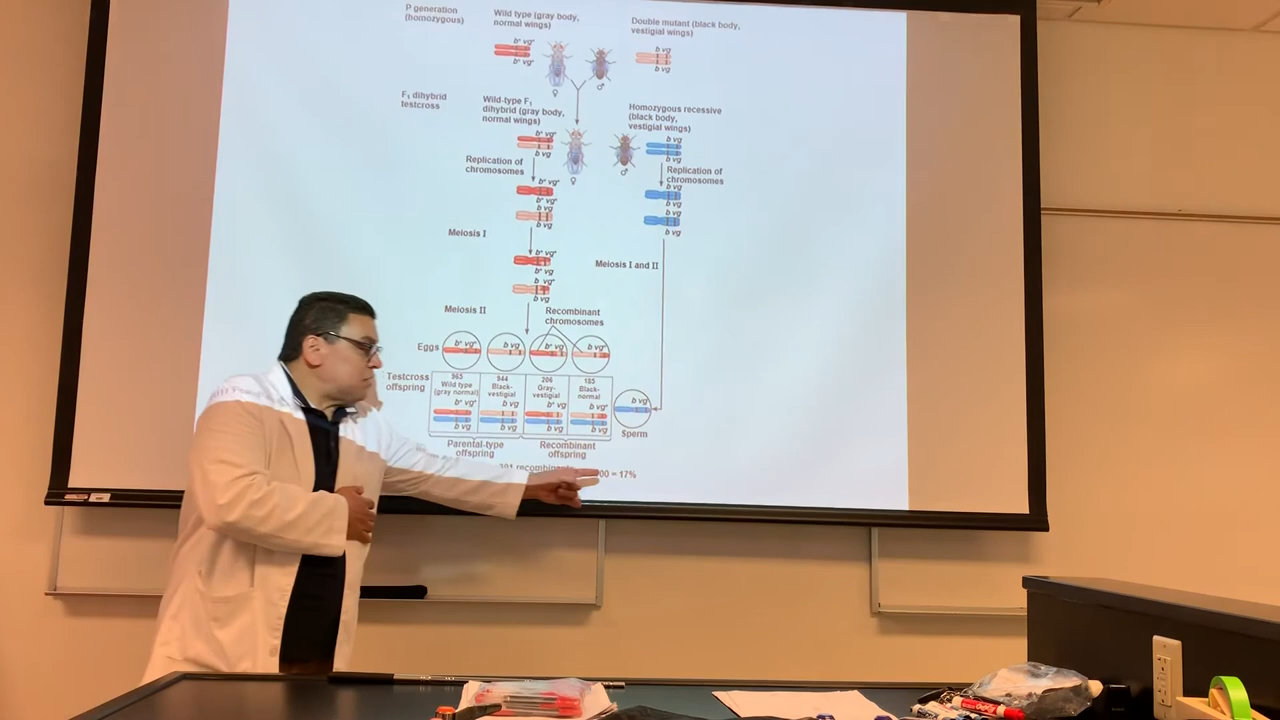 P generation
(homozygous)
Wild type (gray body,
normal wings)
Double mutant (black body,
vestigial wings)
b⁺ vg⁺
b⁺ vg⁺
b vg
b vg
♀
♂
F₁ dihybrid
testcross
Wild-type F₁
dihybrid (gray body,
normal wings)
Homozygous recessive
(black body,
vestigial wings)
b⁺ vg⁺
b vg
b vg
b vg
♀
♂
Replication of
chromosomes
Replication of
chromosomes
b⁺ vg⁺
b⁺ vg⁺
b vg
b vg
b vg
b vg
b vg
b vg
Meiosis I
Meiosis I and II
b⁺ vg⁺
b⁺ vg
b vg⁺
b vg
Meiosis II
Recombinant
chromosomes
Eggs
b⁺ vg⁺
b vg
b⁺ vg
b vg⁺
Testcross
offspring
965
Wild type
(gray normal)
944
Black-
vestigial
206
Gray-
vestigial
185
Black-
normal
b⁺ vg⁺
b vg
b vg
b vg
b⁺ vg
b vg
b vg⁺
b vg
b vg
Sperm
Parental-type
offspring
Recombinant
offspring
= 17%